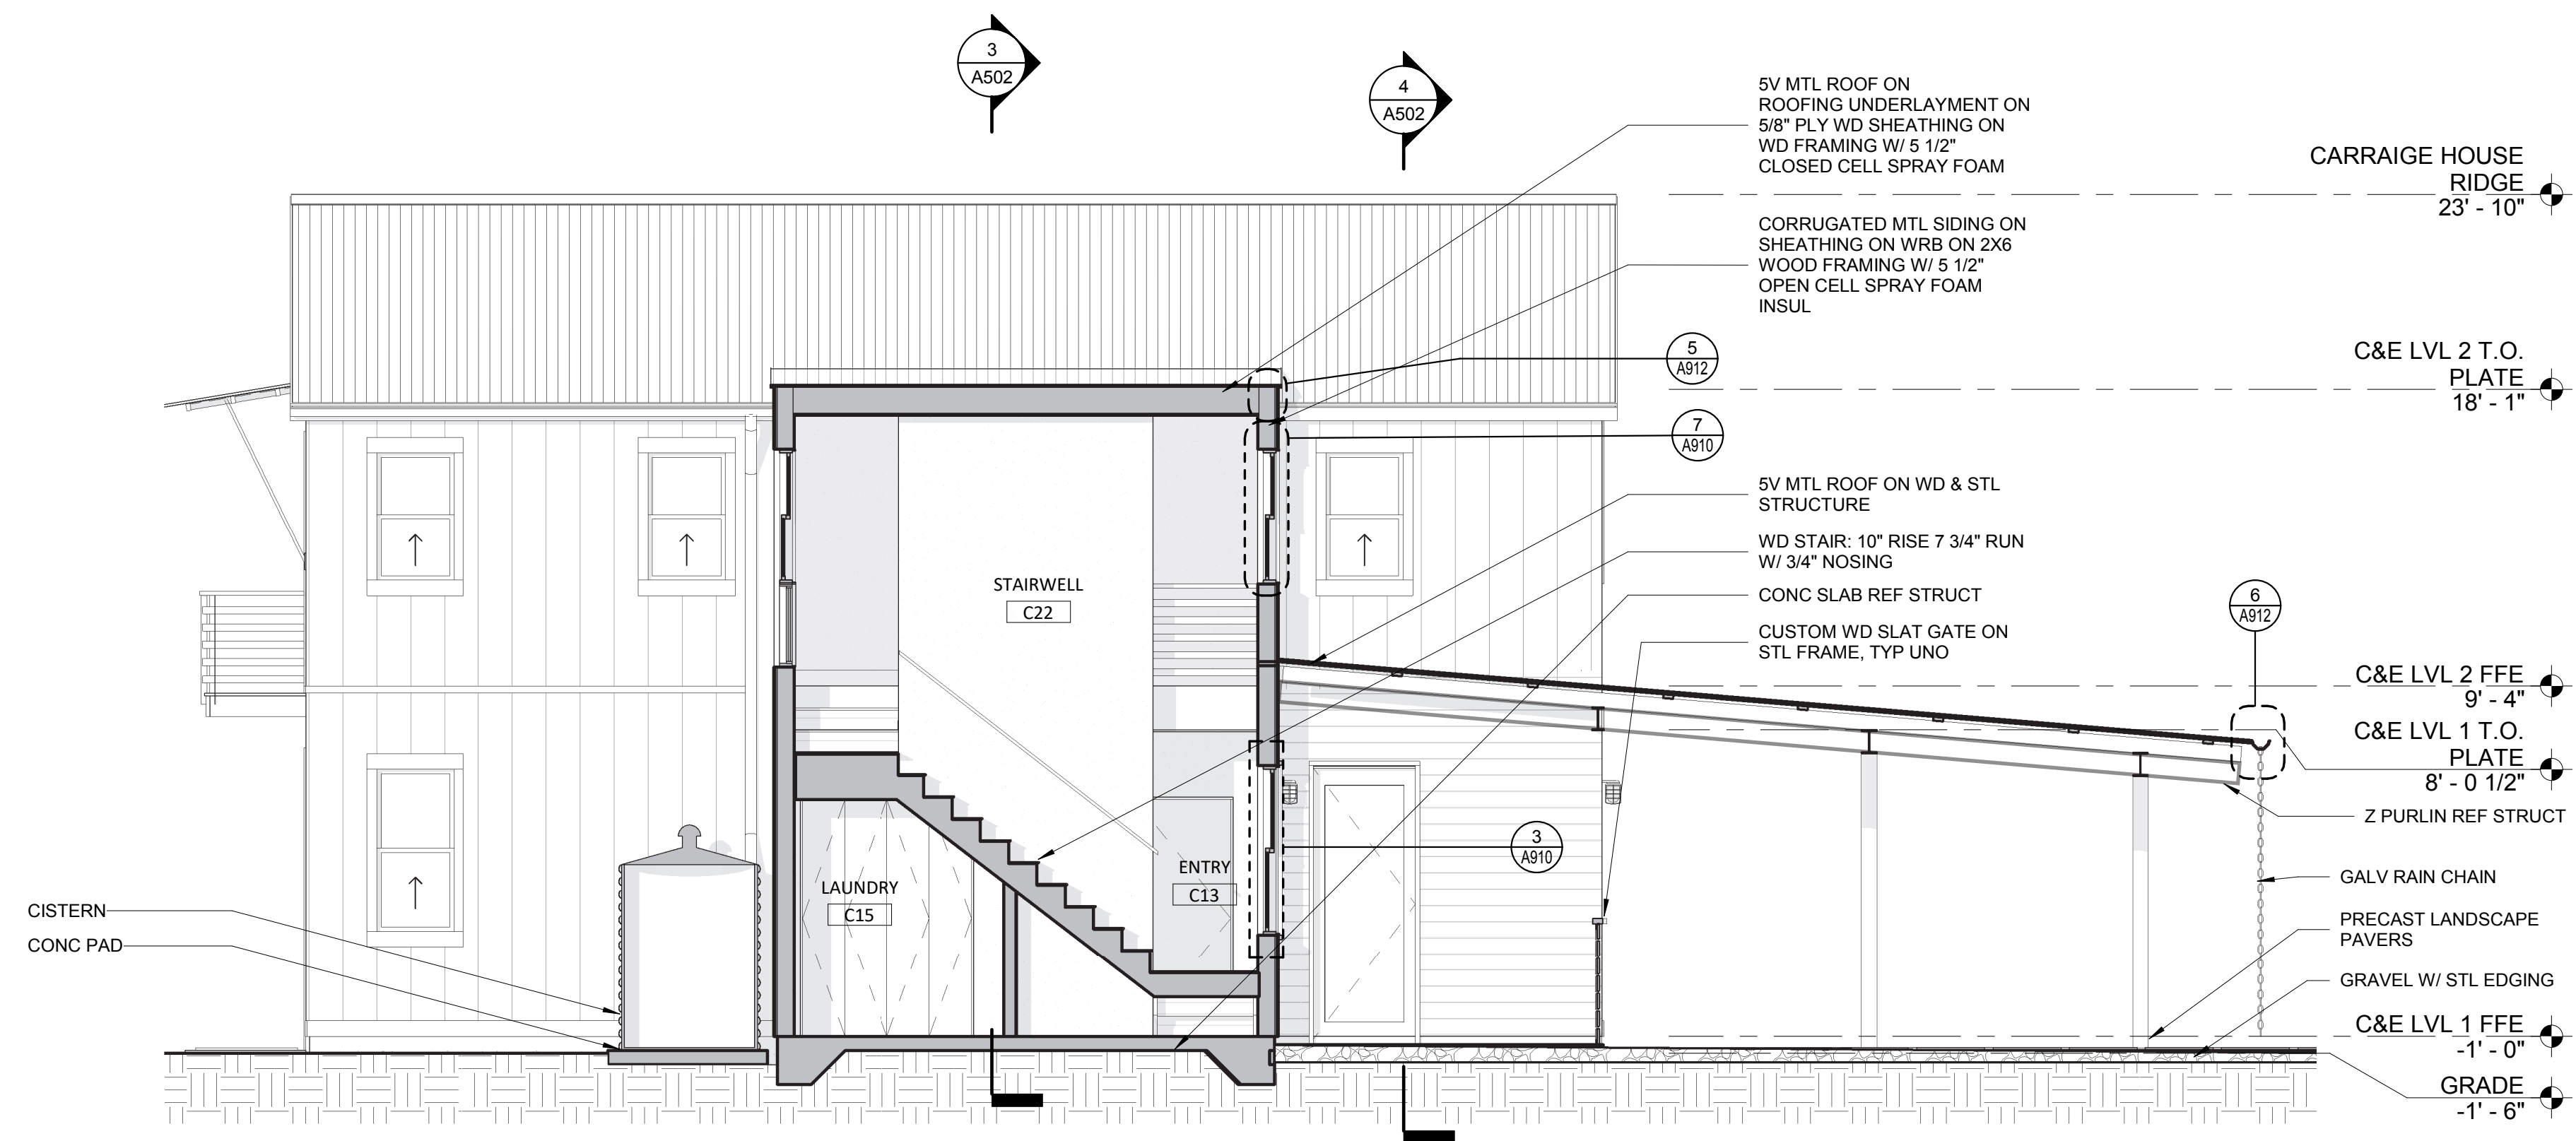 3
A502
4
A502
5V MTL ROOF ON
ROOFING UNDERLAYMENT ON
5/8" PLY WD SHEATHING ON
WD FRAMING W/ 5 1/2"
CLOSED CELL SPRAY FOAM
CARRAIGE HOUSE
RIDGE
23' - 10"
CORRUGATED MTL SIDING ON
SHEATHING ON WRB ON 2X6
WOOD FRAMING W/ 5 1/2"
OPEN CELL SPRAY FOAM
INSUL
5
A912
C&E LVL 2 T.O.
PLATE
18' - 1"
7
A910
5V MTL ROOF ON WD & STL
STRUCTURE
WD STAIR: 10" RISE 7 3/4" RUN
W/ 3/4" NOSING
STAIRWELL
C22
CONC SLAB REF STRUCT
6
A912
CUSTOM WD SLAT GATE ON
STL FRAME, TYP UNO
C&E LVL 2 FFE
9' - 4"
C&E LVL 1 T.O.
PLATE
8' - 0 1/2"
Z PURLIN REF STRUCT
3
A910
ENTRY
C13
LAUNDRY
C15
GALV RAIN CHAIN
CISTERN
CONC PAD
PRECAST LANDSCAPE
PAVERS
GRAVEL W/ STL EDGING
C&E LVL 1 FFE
-1' - 0"
GRADE
-1' - 6"